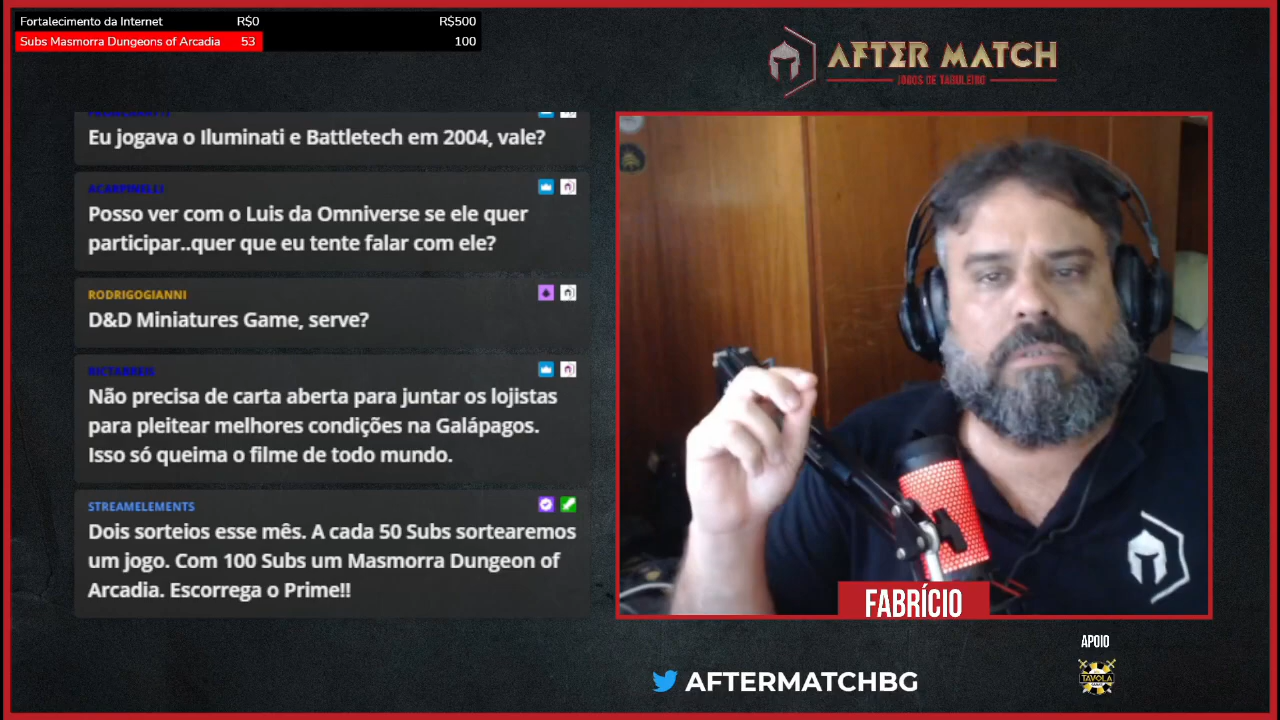 Fortalecimento da Internet R$0 R$500
Subs Masmorra Dungeons of Arcadia 53 100
AFTER MATCH
JOGOS DE TABULEIRO
Eu jogava o Iluminati e Battletech em 2004, vale?
ACARPINELLI
Posso ver com o Luis da Omniverse se ele quer
participar..quer que eu tente falar com ele?
RODRIGOGIANNI
D&D Miniatures Game, serve?
Não precisa de carta aberta para juntar os lojistas
para pleitear melhores condições na Galápagos.
Isso só queima o filme de todo mundo.
STREAMELEMENTS
Dois sorteios esse mês. A cada 50 Subs sortearemos
um jogo. Com 100 Subs um Masmorra Dungeon of
Arcadia. Escorrega o Prime!!
FABRÍCIO
APOIO
TAVOLA
AFTERMATCHBG